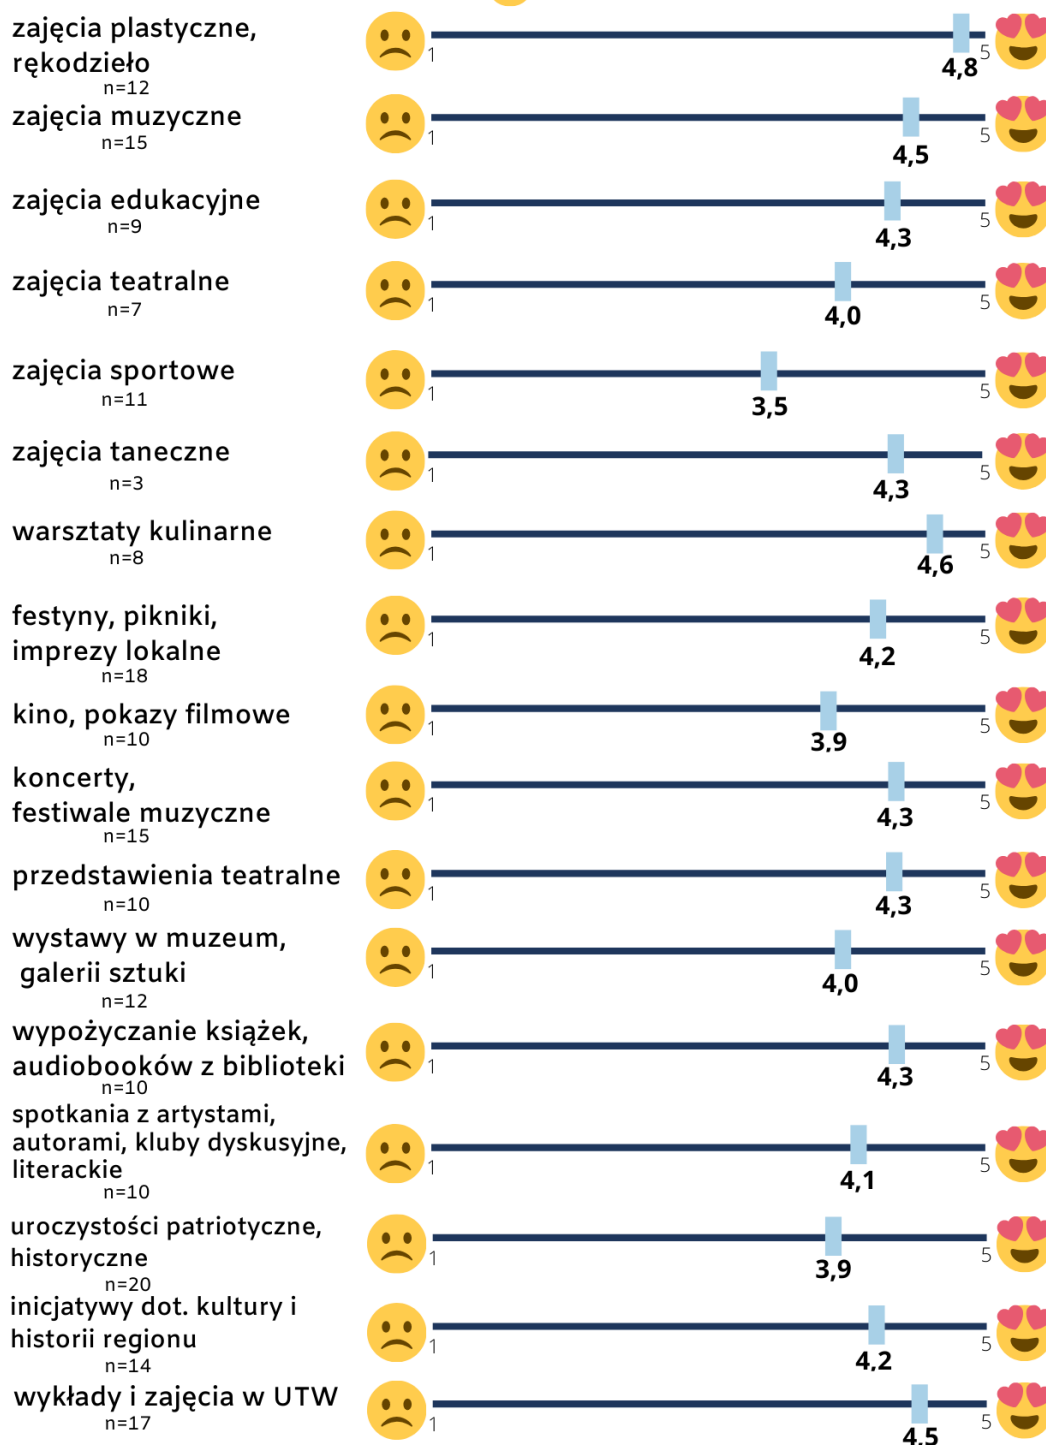 zajęcia plastyczne,
rękodzieło
n=12
1
5
4,8
zajęcia muzyczne
n=15
1
5
4,5
zajęcia edukacyjne
n=9
1
5
4,3
zajęcia teatralne
n=7
1
5
4,0
zajęcia sportowe
n=11
1
5
3,5
zajęcia taneczne
n=3
1
5
4,3
warsztaty kulinarne
n=8
1
5
4,6
festyny, pikniki,
imprezy lokalne
n=18
1
5
4,2
kino, pokazy filmowe
n=10
1
5
3,9
koncerty,
festiwale muzyczne
n=15
1
5
4,3
przedstawienia teatralne
n=10
1
5
4,3
wystawy w muzeum,
galerii sztuki
n=12
1
5
4,0
wypożyczanie książek,
audiobooków z biblioteki
n=10
1
5
4,3
spotkania z artystami,
autorami, kluby dyskusyjne,
literackie
n=10
1
5
4,1
uroczystości patriotyczne,
historyczne
n=20
1
5
3,9
inicjatywy dot. kultury i
historii regionu
n=14
1
5
4,2
wykłady i zajęcia w UTW
n=17
1
5
4,5